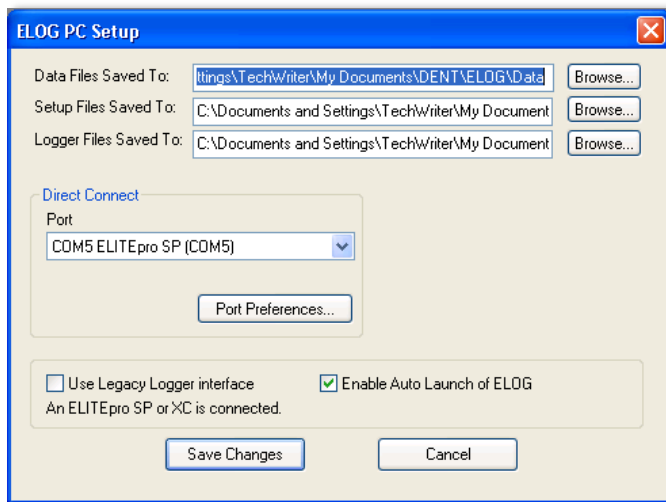 ELOG PC Setup
Data Files Saved To: ttings\TechWriter\My Documents\DENT\ELOG\Data Browse...
Setup Files Saved To: C:\Documents and Settings\TechWriter\My Document Browse...
Logger Files Saved To: C:\Documents and Settings\TechWriter\My Document Browse...
Direct Connect
Port
COM5 ELITEpro SP (COM5)
Port Preferences...
Use Legacy Logger interface Enable Auto Launch of ELOG
An ELITEpro SP or XC is connected.
Save Changes Cancel